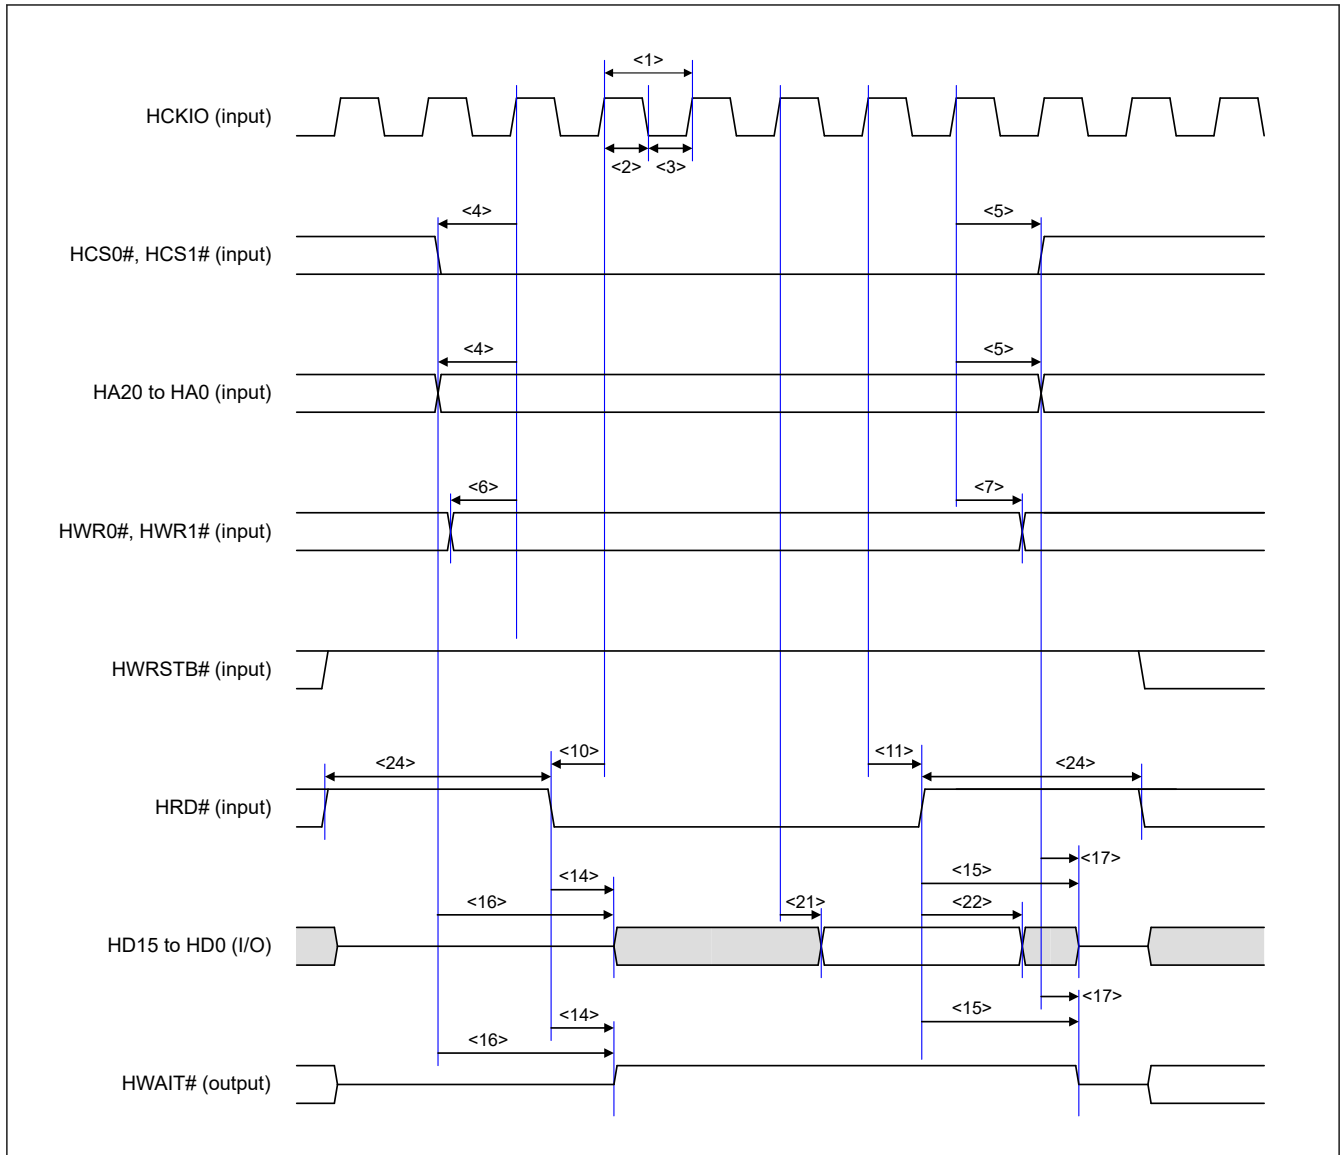 <1>
HCKIO (input)
<2> <3>
<4> <5>
HCS0#, HCS1# (input)
<4> <5>
HA20 to HA0 (input)
<6> <7>
HWR0#, HWR1# (input)
HWRSTB# (input)
<10> <11>
<24> <24>
HRD# (input)
<17>
<14> <15>
<16> <21> <22>
HD15 to HD0 (I/O)
<17>
<14> <15>
<16>
HWAIT# (output)